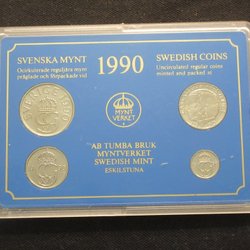 SVENSKA MYNT
Ocirkulerade reguljära mynt
präglade och förpackade vid
1990
SWEDISH COINS
Uncirculated regular coins
minted and packed at
MYNT
VERKET
AB TUMBA BRUK
MYNTVERKET
SWEDISH MINT
ESKILSTUNA